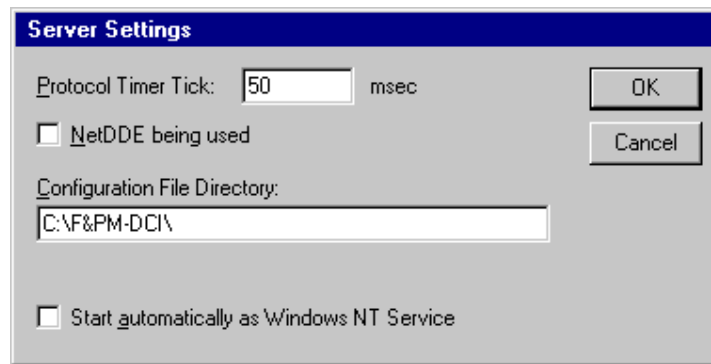 Server Settings
Protocol Timer Tick: 50 msec OK
NetDDE being used Cancel
Configuration File Directory:
C:\F&PM-DCI\
Start automatically as Windows NT Service